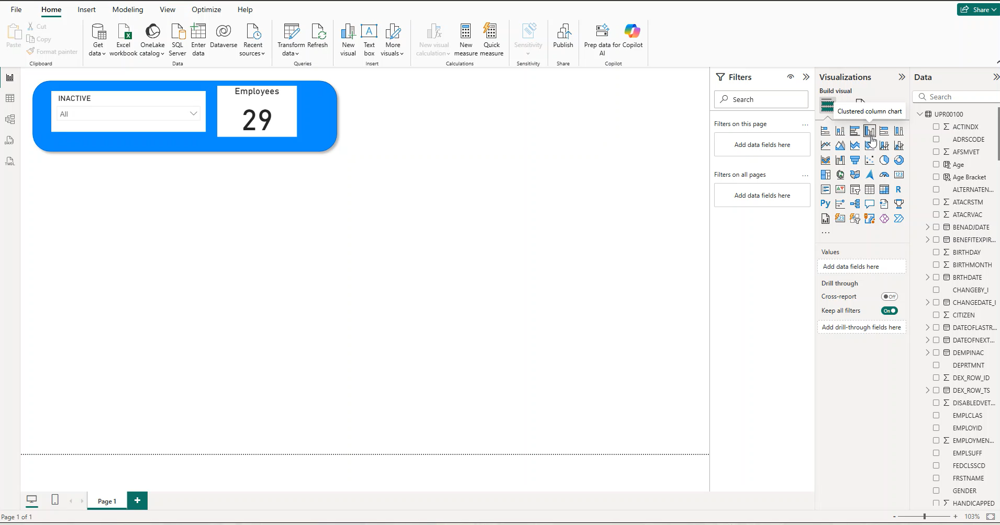 File Home Insert Modeling View Optimize Help
Share
Paste
Cut
Copy
Format painter
Clipboard
Get data
Excel workbook
OneLake catalog
SQL Server
Enter data
Dataverse
Recent sources
Data
Transform data
Refresh
Queries
New visual
Text box
More visuals
Insert
New visual calculation
New measure
Quick measure
Calculations
Sensitivity
Sensitivity
Publish
Share
Prep data for AI
Copilot
Copilot
INACTIVE
All
Employees
29
Filters
Search
Filters on this page
...
Add data fields here
Filters on all pages
...
Add data fields here
Visualizations
Build visual
Clustered column chart
123
R
Py
123
...
Values
Add data fields here
Drill through
Cross-report
Off
Keep all filters
On
Add drill-through fields here
Data
Search
UPR00100
ACTINDX
ADRSCODE
AFSMVET
Age
Age Bracket
ALTERNATEN...
ATACRSTM
ATACRVAC
BENADJDATE
BENEFITEXPIR...
BIRTHDAY
BIRTHMONTH
BRTHDATE
CHANGEBY_I
CHANGEDATE_I
CITIZEN
DATEOFLASTR...
DATEOFNEXT...
DEMPINAC
DEPRTMNT
DEX_ROW_ID
DEX_ROW_TS
DISABLEDVET...
EMPLCLAS
EMPLOYID
EMPLOYMEN...
EMPLSUFF
FEDCLSSCD
FRSTNAME
GENDER
HANDICAPPED
DAX
TMDL
Page 1
+
Page 1 of 1
- + 103%